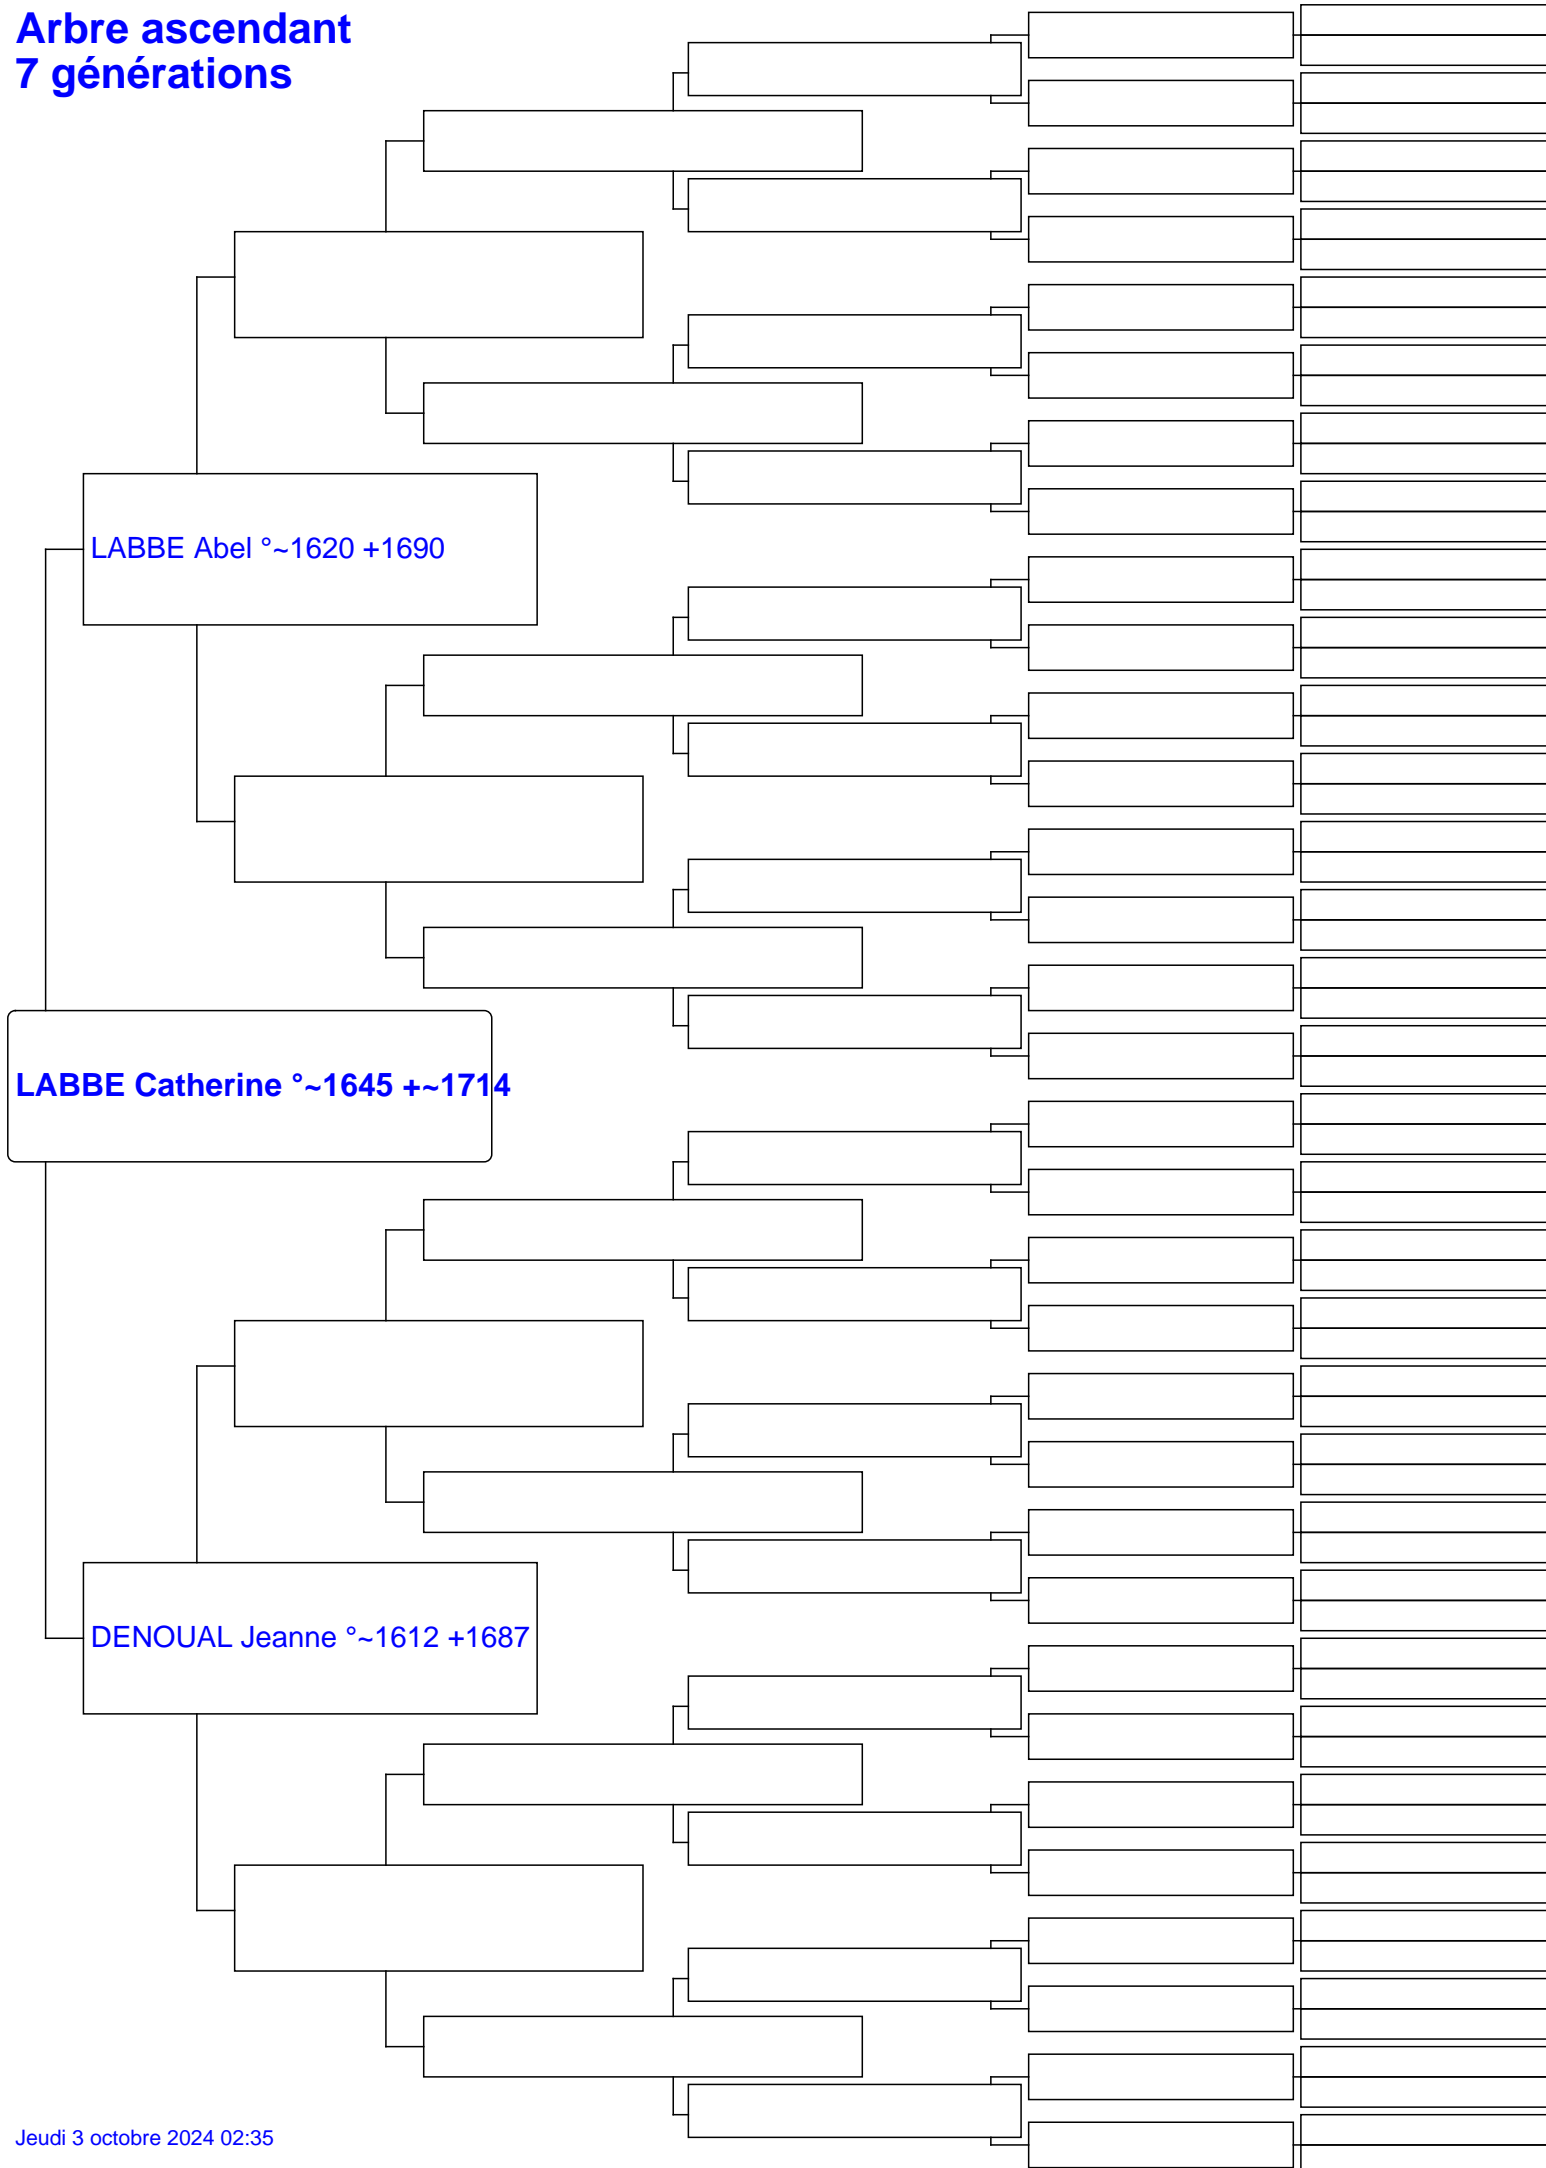 Arbre ascendant
7 générations
LABBE Abel °~1620 +1690
LABBE Catherine °~1645 +~1714
DENOUAL Jeanne °~1612 +1687
Jeudi 3 octobre 2024 02:35